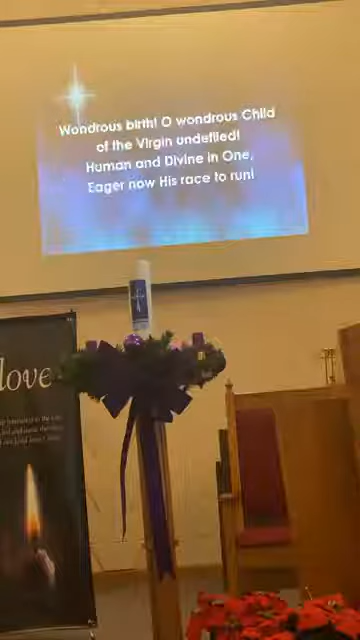 Wondrous birth! O wondrous Child
of the Virgin undefiled!
Human and Divine in One,
Eager now His race to run!
love